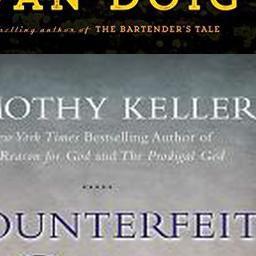 AN DOIG
selling author of THE BARTENDER'S TALE
MOTHY KELLER
New York Times Bestselling Author of
Reason for God and The Prodigal God
OUNTERFEIT